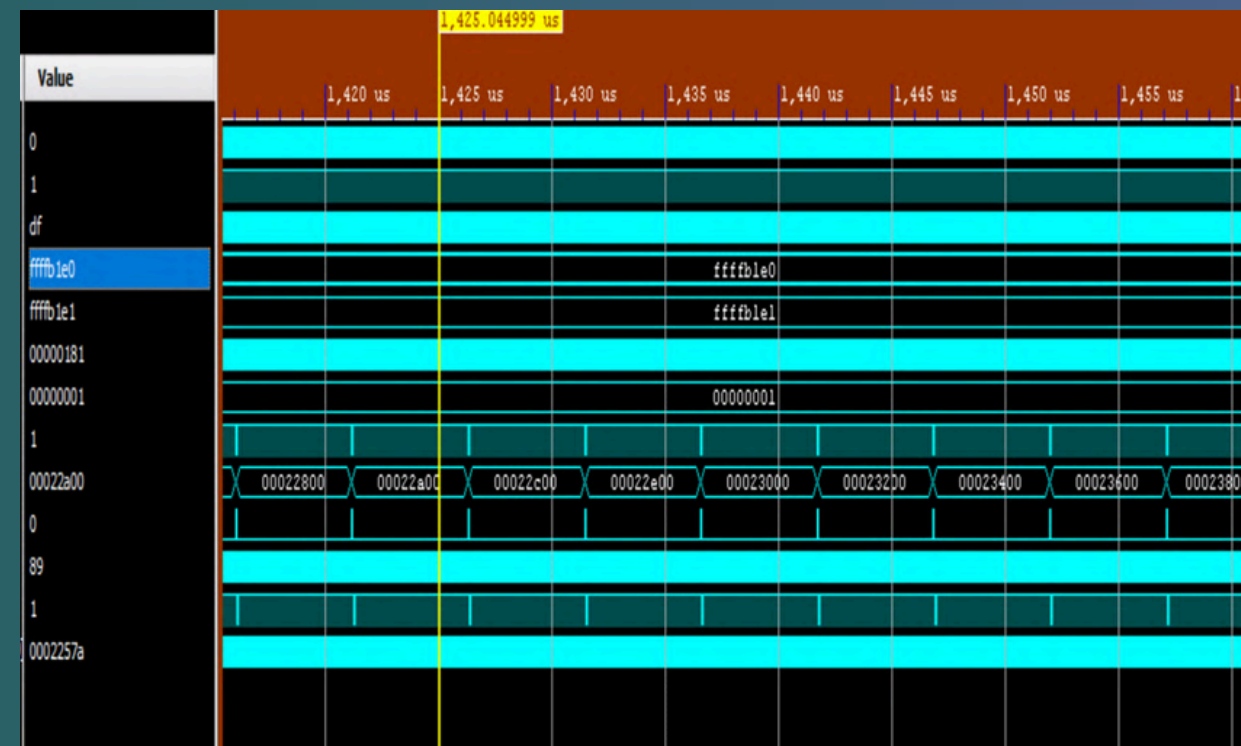 1,425.044999 us
Value
1,420 us 1,425 us 1,430 us 1,435 us 1,440 us 1,445 us 1,450 us 1,455 us 1
0
1
df
ffffb1e0 ffffb1e0
ffffb1e1 ffffb1e1
00000181
00000001 00000001
1
00022a00 00022800 00022a00 00022c00 00022e00 00023000 00023200 00023400 00023600 0002380
0
89
1
0002257a